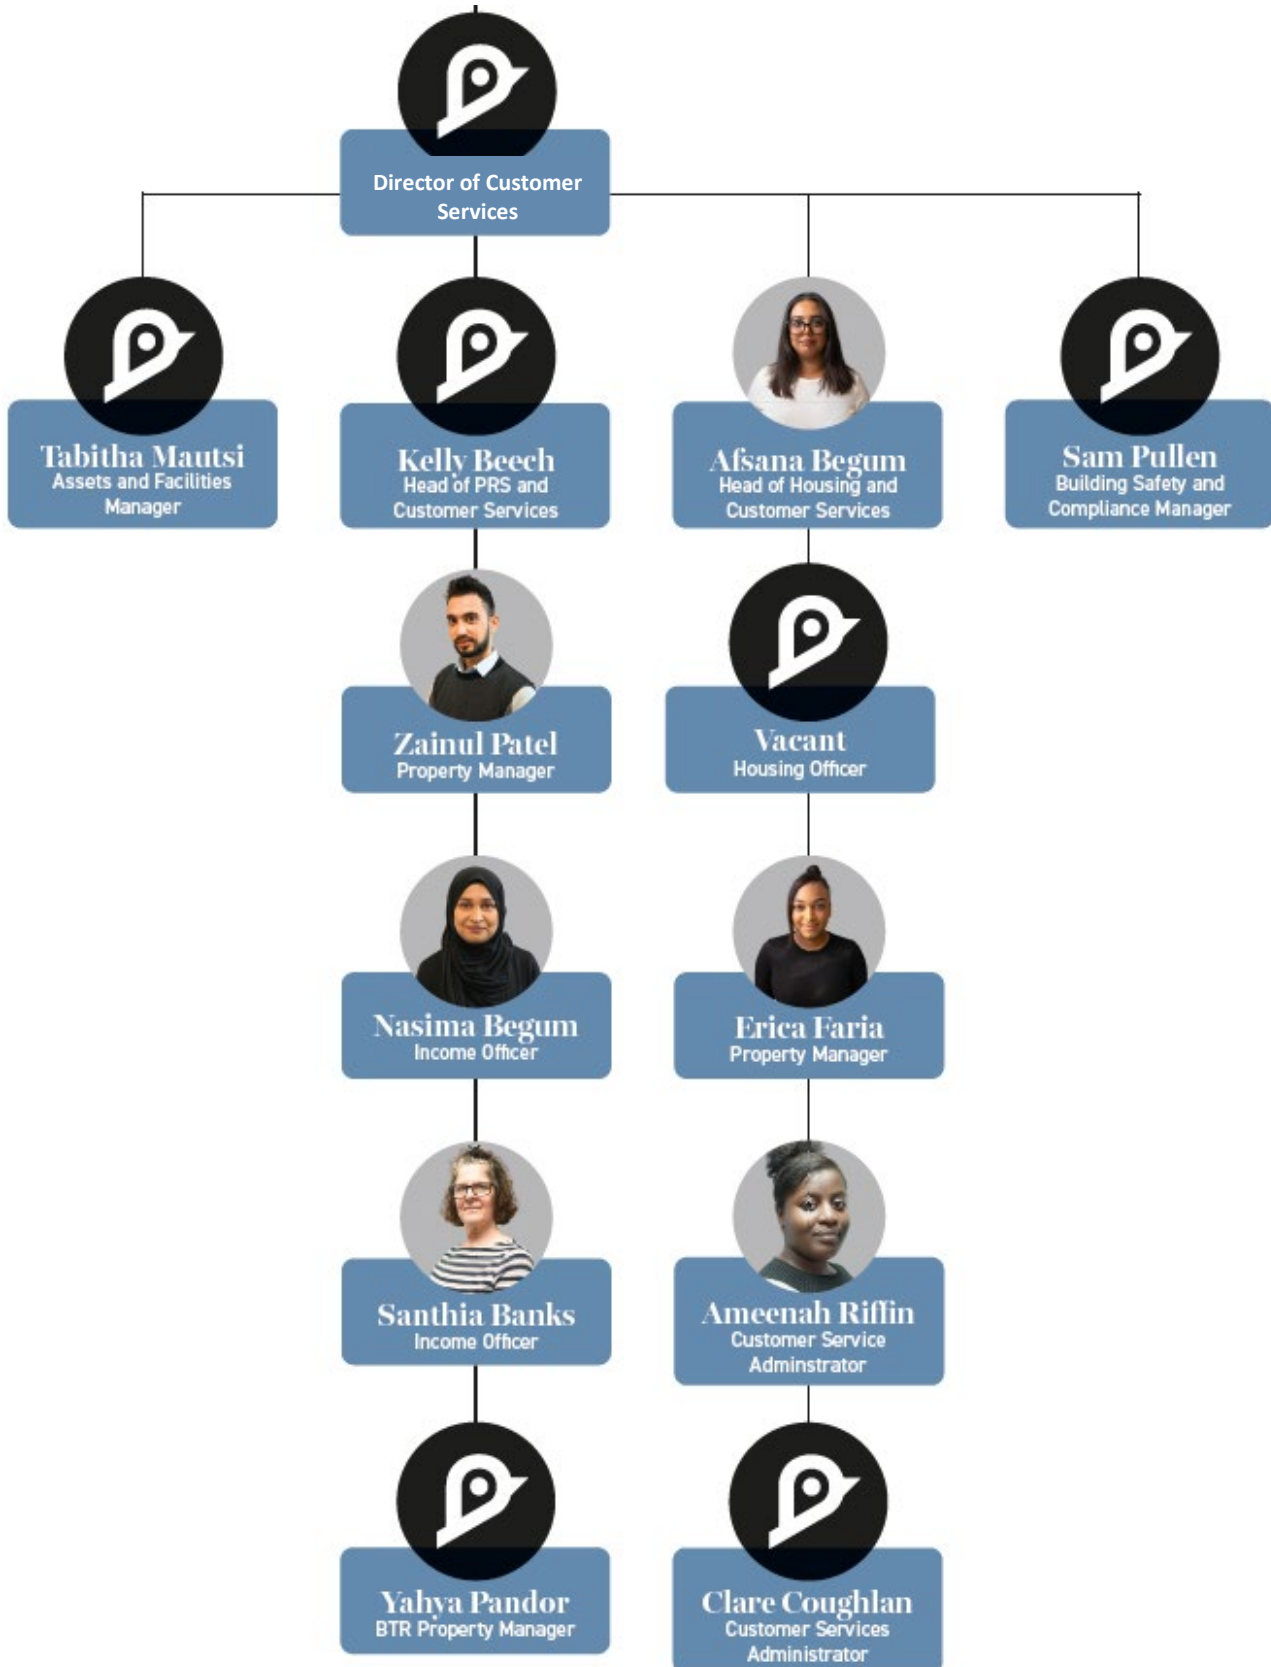 Director of Customer
Services
Tabitha Mautsi
Assets and Facilities
Manager
Kelly Beech
Head of PRS and
Customer Services
Afsana Begum
Head of Housing and
Customer Services
Sam Pullen
Building Safety and
Compliance Manager
Zainul Patel
Property Manager
Vacant
Housing Officer
Nasima Begum
Income Officer
Erica Faria
Property Manager
Santhia Banks
Income Officer
Ameenah Riffin
Customer Service
Adminstrator
Yahya Pandor
BTR Property Manager
Clare Coughlan
Customer Services
Administrator